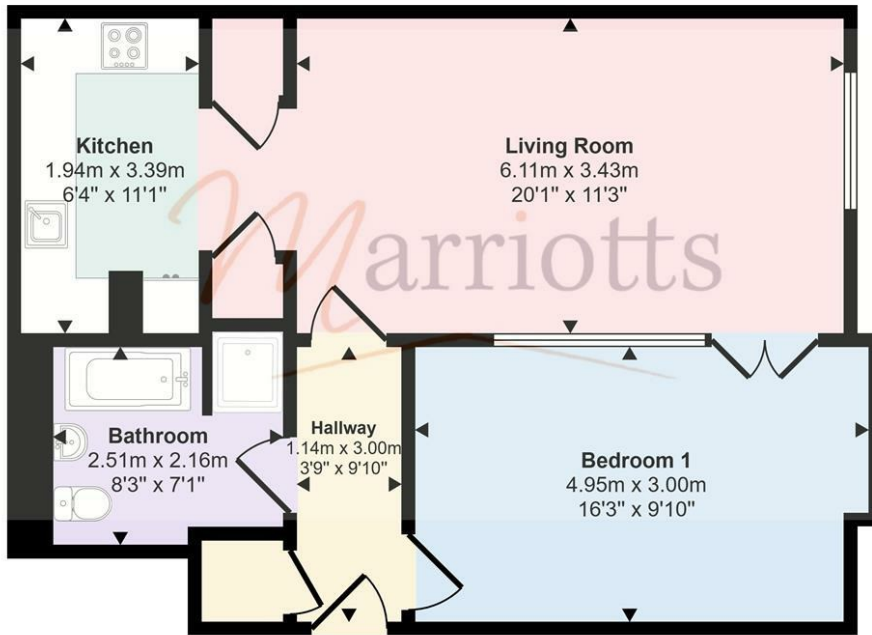 Kitchen
1.94m x 3.39m
6'4" x 11'1"
Living Room
6.11m x 3.43m
20'1" x 11'3"
Marriotts
Bathroom
2.51m x 2.16m
8'3" x 7'1"
Hallway
1.14m x 3.00m
3'9" x 9'10"
Bedroom 1
4.95m x 3.00m
16'3" x 9'10"